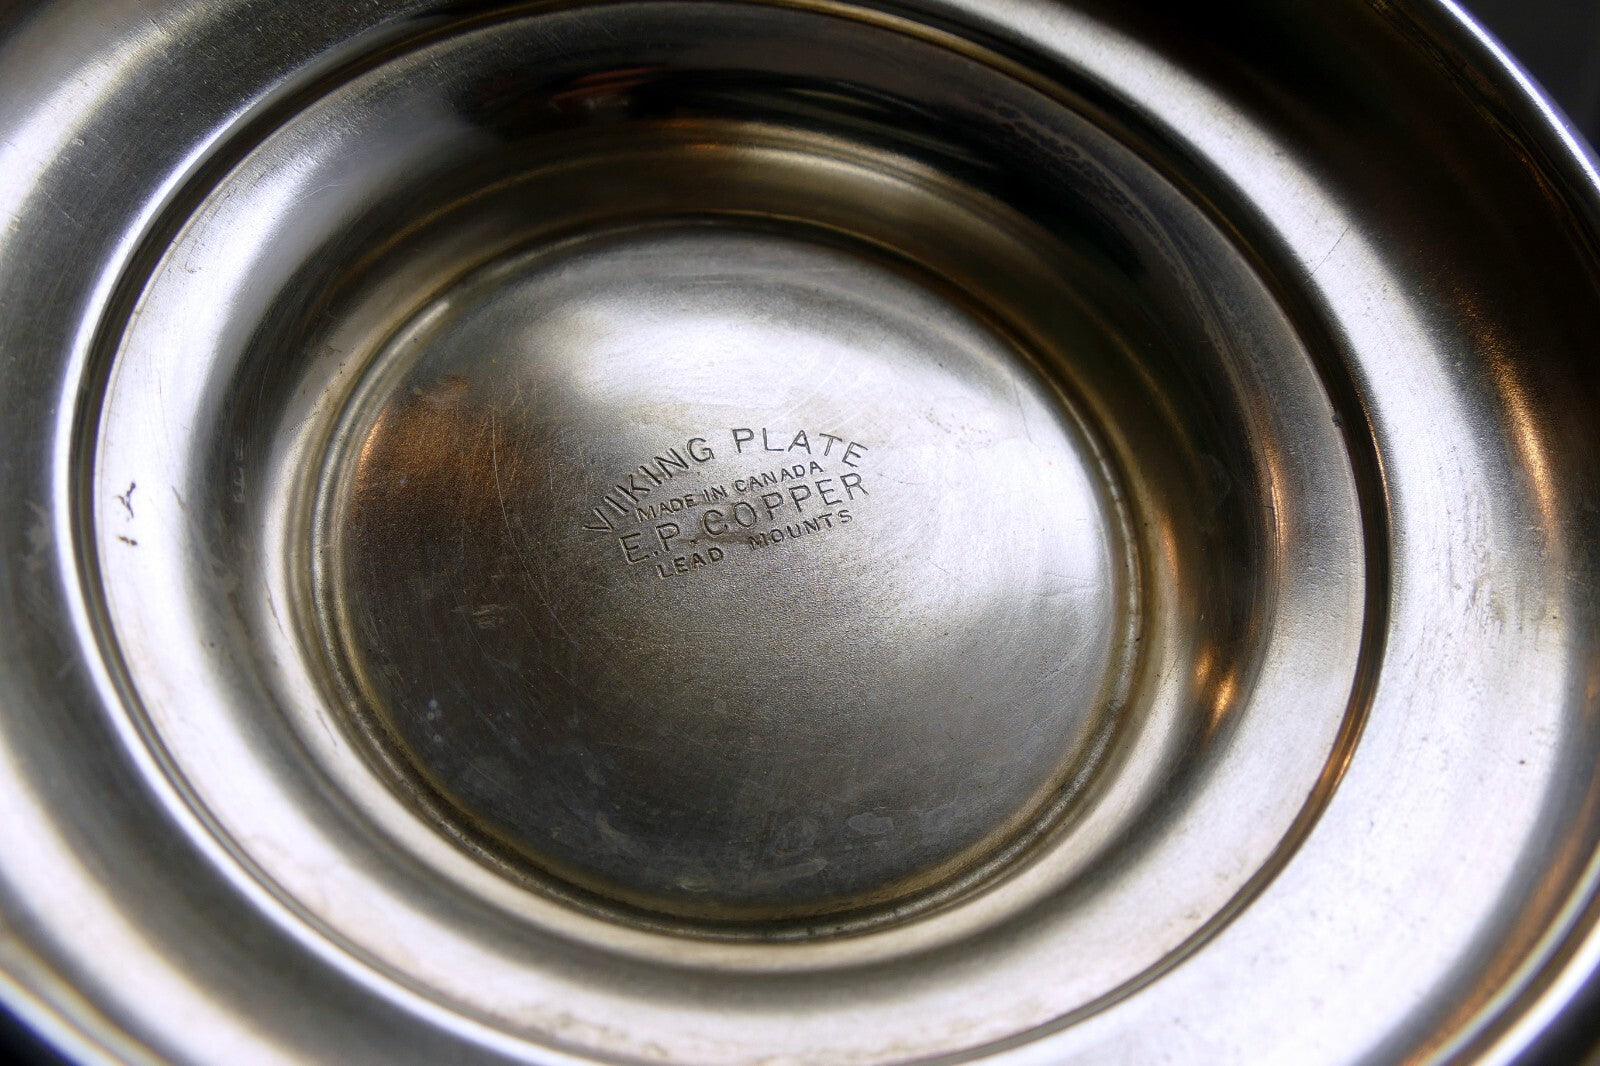 VIKING PLATE
MADE IN CANADA
E.P. COPPER
LEAD MOUNTS